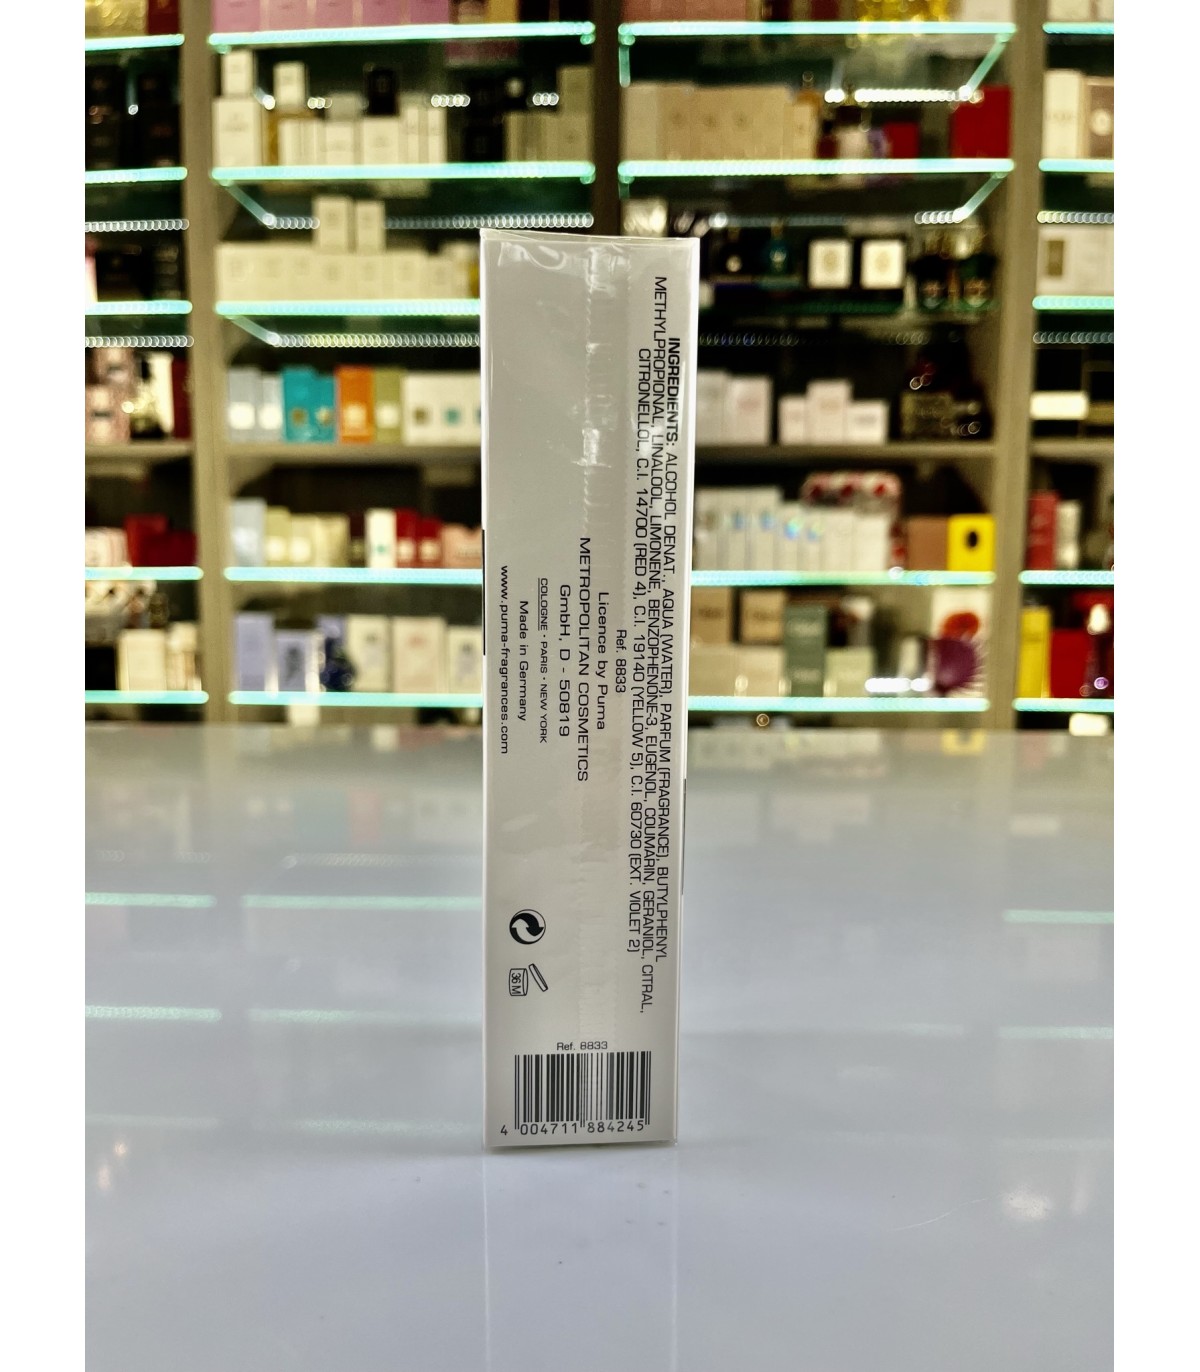 INGREDIENTS: ALCOHOL DENAT., AQUA (WATER), PARFUM (FRAGRANCE), BUTYLPHENYL
METHYLPROPIONAL, LINALOOL, LIMONENE, BENZOPHENONE-3, EUGENOL, COUMARIN, GERANIOL, CITRAL,
CITRONELLOL, C.I. 14700 (RED 4), C.I. 19140 (YELLOW 5), C.I. 60730 (EXT. VIOLET 2)
Ref. 8833
Licence by Puma
METROPOLITAN COSMETICS
GmbH, D - 50819
COLOGNE · PARIS · NEW YORK
Made in Germany
www.puma-fragrances.com
36 M
Ref. 8833
4 004711 884245